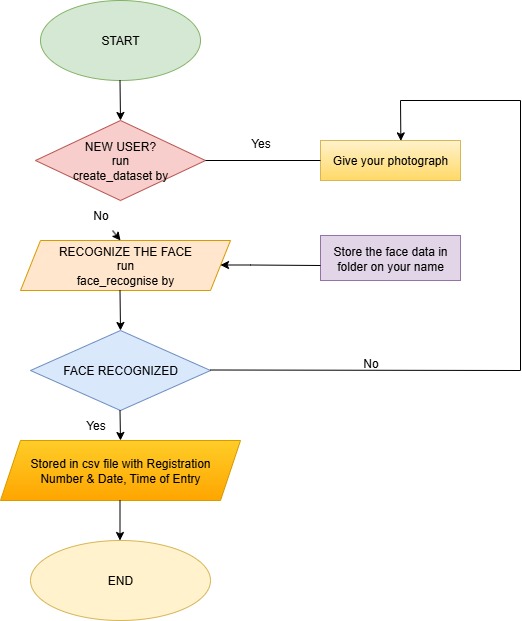 START
NEW USER?
run
create_dataset by
Yes
Give your photograph
No
RECOGNIZE THE FACE
run
face_recognise by
Store the face data in
folder on your name
FACE RECOGNIZED
No
Yes
Stored in csv file with Registration
Number & Date, Time of Entry
END